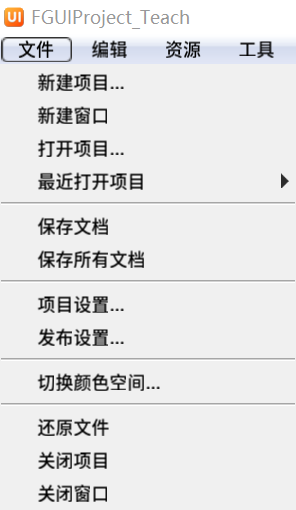 UI FGUIProject_Teach
文件 编辑 资源 工具
新建项目...
新建窗口
打开项目...
最近打开项目
保存文档
保存所有文档
项目设置...
发布设置...
切换颜色空间...
还原文件
关闭项目
关闭窗口